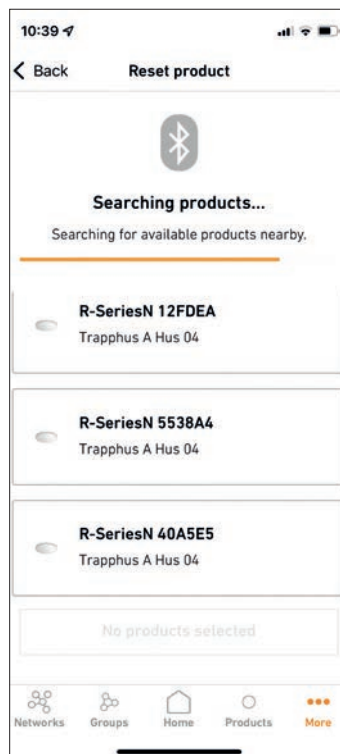 10:39
Back Reset product
Searching products...
Searching for available products nearby.
R-SeriesN 12FDEA
Trapphus A Hus 04
R-SeriesN 5538A4
Trapphus A Hus 04
R-SeriesN 40A5E5
Trapphus A Hus 04
No products selected
Networks Groups Home Products More